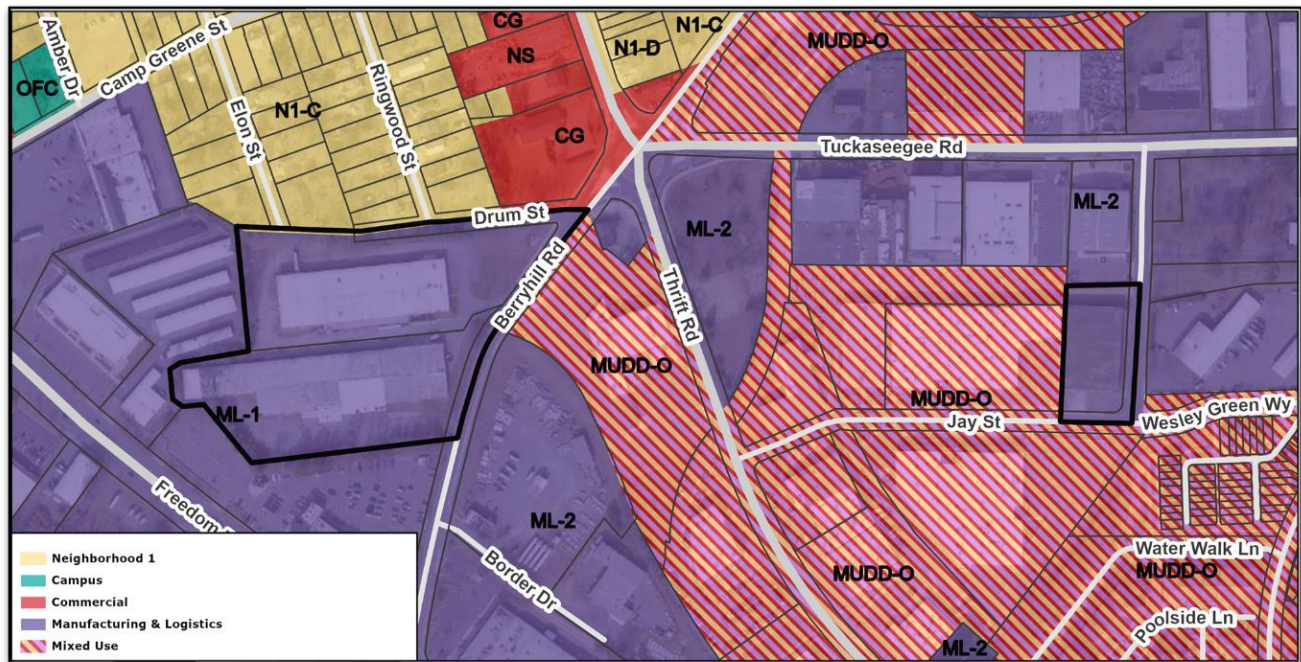 CG
N1-C
Amber Dr
Camp Greene St
NS
N1-D
MUDD-O
OFC
Elon St
N1-C
Ringwood St
CG
Tuckaseegee Rd
ML-2
Drum St
ML-2
Berryhill Rd
Thrift Rd
MUDD-O
MUDD-O
ML-1
Jay St
Wesley Green Wy
Freedom
ML-2
Border Dr
Water Walk Ln
MUDD-O
MUDD-O
Poolside Ln
ML-2
Neighborhood 1
Campus
Commercial
Manufacturing & Logistics
Mixed Use